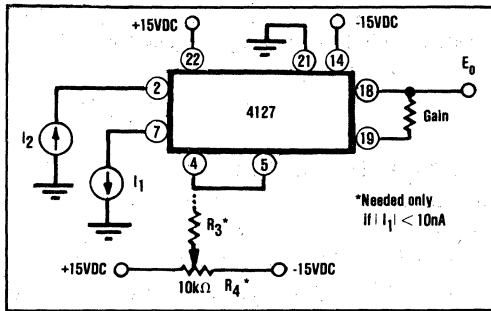 +15VDC
-15VDC
22
21
14
2
18
E₀
4127
Gain
7
19
I₂
4
5
I₁
*Needed only
if | I₁ | < 10nA
R₃*
+15VDC
-15VDC
10kΩ R₄*